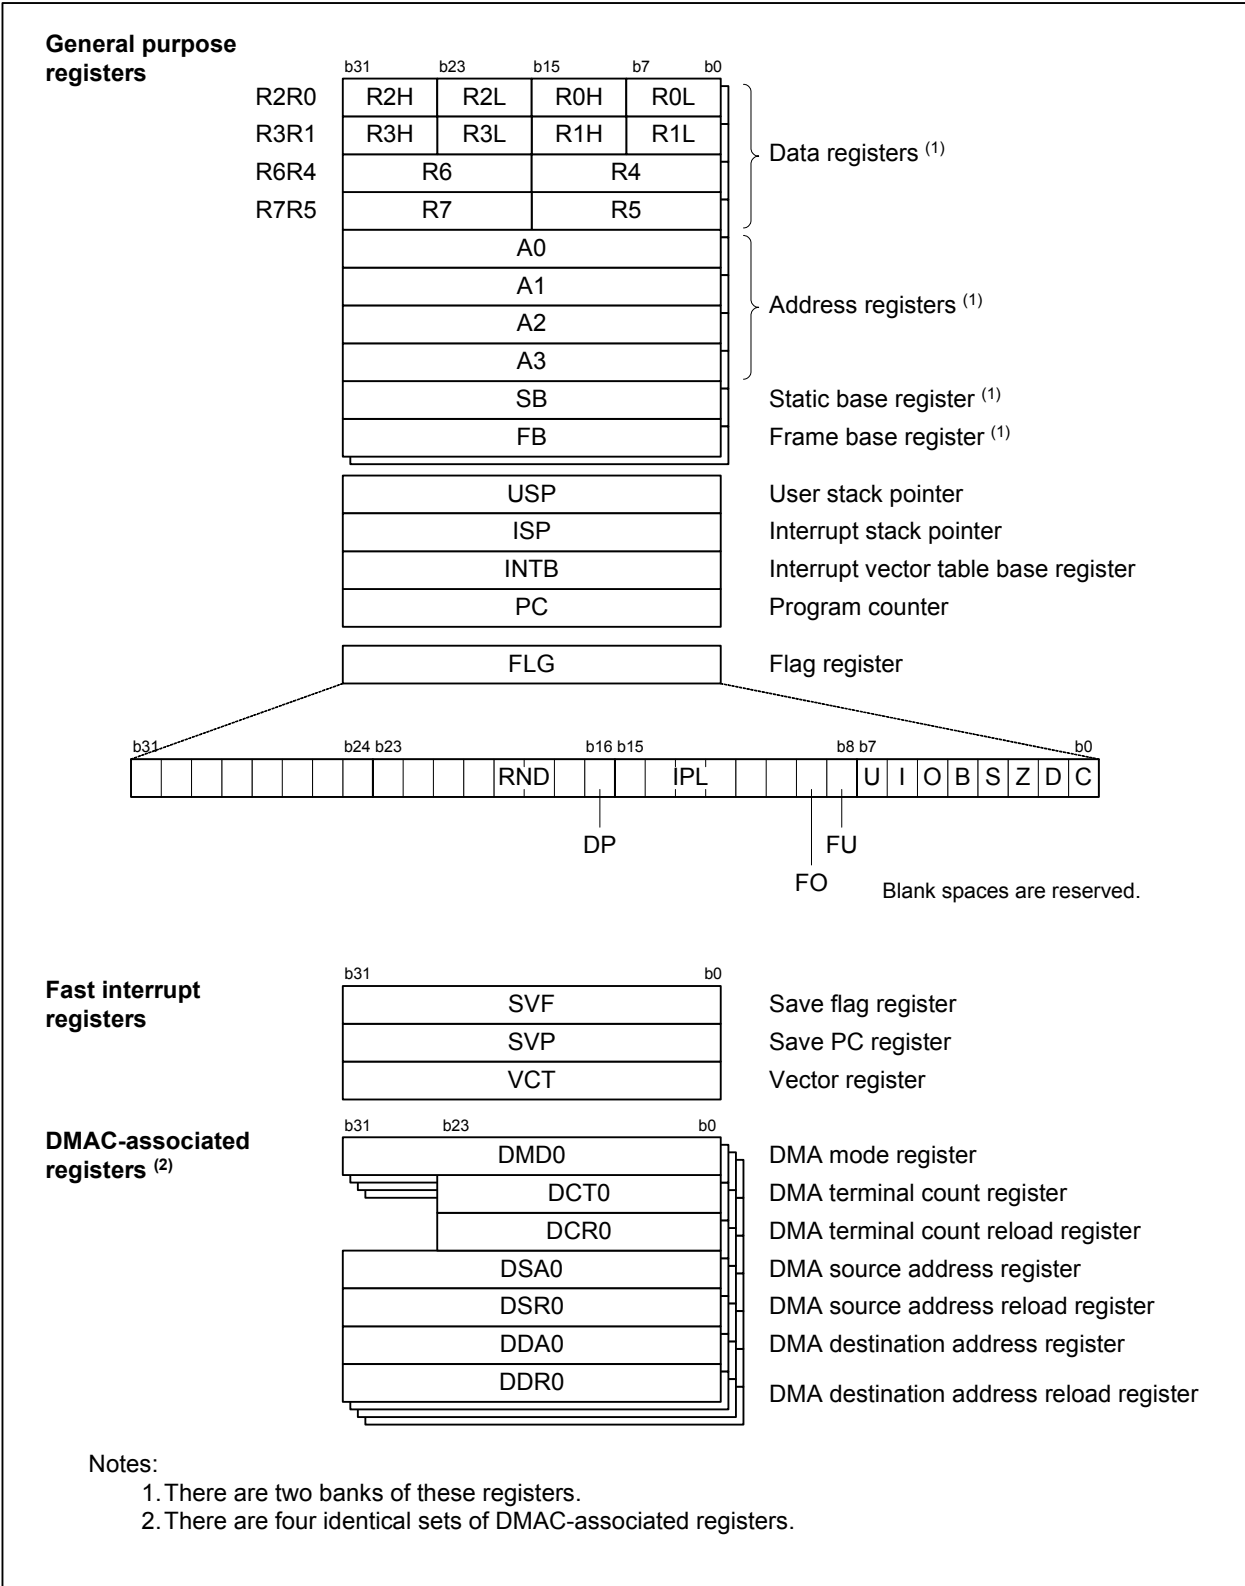 General purpose
registers
b31 b23 b15 b7 b0
R2R0 R2H R2L R0H R0L
R3R1 R3H R3L R1H R1L
Data registers (1)
R6R4 R6 R4
R7R5 R7 R5
A0
A1
Address registers (1)
A2
A3
SB Static base register (1)
FB Frame base register (1)
USP User stack pointer
ISP Interrupt stack pointer
INTB Interrupt vector table base register
PC Program counter
FLG Flag register
b31 b24 b23 b16 b15 b8 b7 b0
RND IPL U I O B S Z D C
DP FU
FO
Blank spaces are reserved.
Fast interrupt
registers
b31 b0
SVF Save flag register
SVP Save PC register
VCT Vector register
DMAC-associated
registers (2)
b31 b23 b0
DMD0 DMA mode register
DCT0 DMA terminal count register
DCR0 DMA terminal count reload register
DSA0 DMA source address register
DSR0 DMA source address reload register
DDA0 DMA destination address register
DDR0 DMA destination address reload register
Notes:
1. There are two banks of these registers.
2. There are four identical sets of DMAC-associated registers.